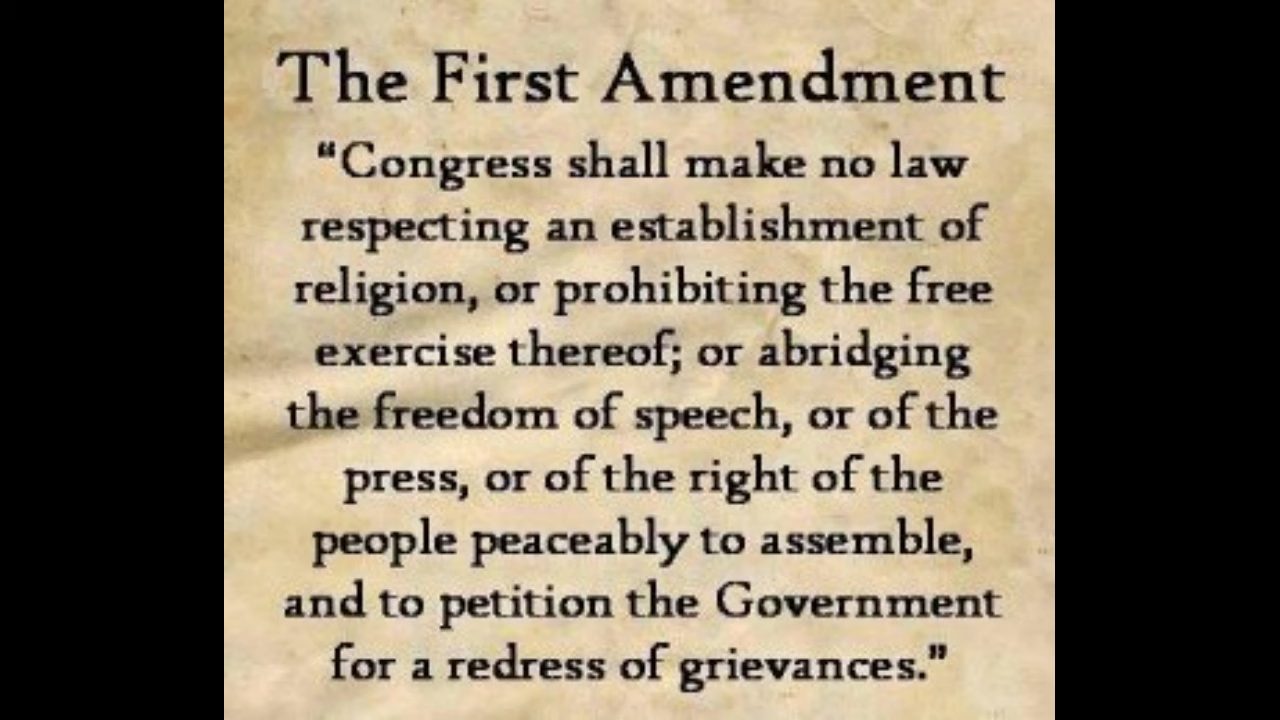 The First Amendment
“Congress shall make no law
respecting an establishment of
religion, or prohibiting the free
exercise thereof; or abridging
the freedom of speech, or of the
press, or of the right of the
people peaceably to assemble,
and to petition the Government
for a redress of grievances.”